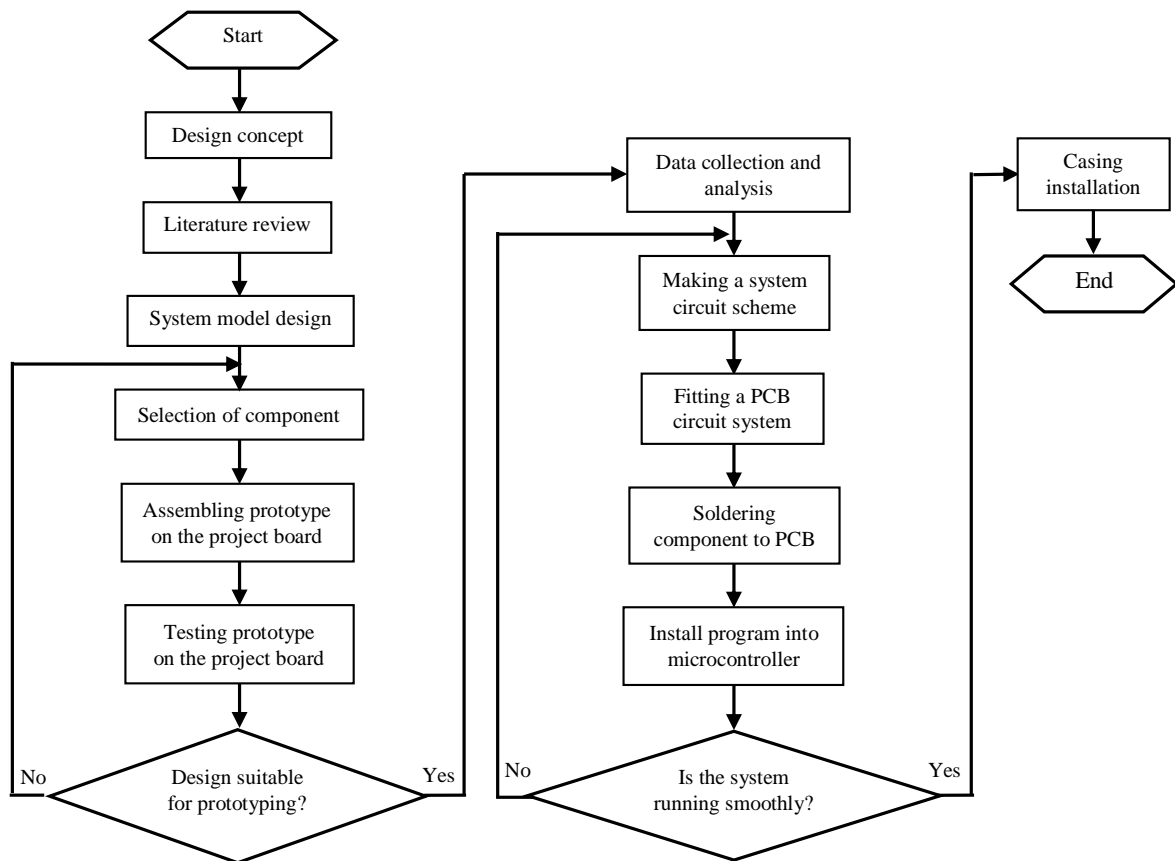 Start
Design concept
Literature review
System model design
Selection of component
Assembling prototype
on the project board
Testing prototype
on the project board
Design suitable
for prototyping?
No
Yes
Data collection and
analysis
Making a system
circuit scheme
Fitting a PCB
circuit system
Soldering
component to PCB
Install program into
microcontroller
Is the system
running smoothly?
No
Yes
Casing
installation
End